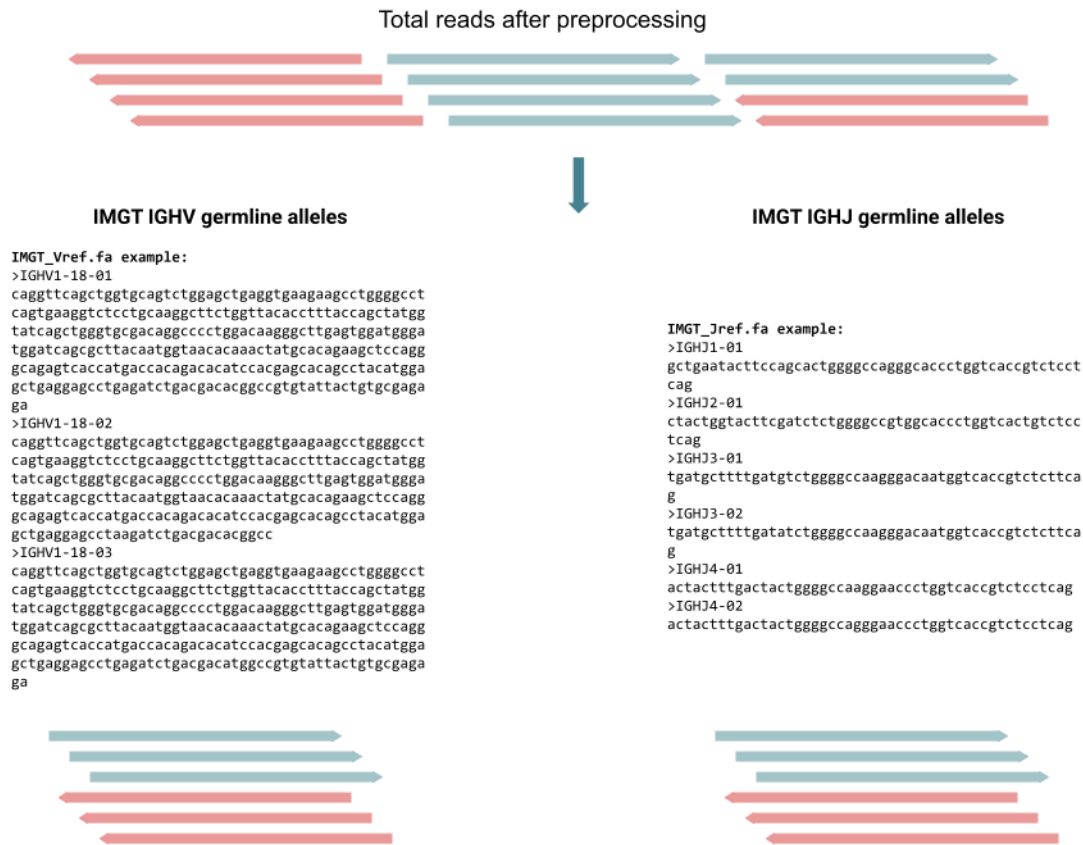 Total reads after preprocessing
IMGT IGHV germline alleles
IMGT_Vref.fa example:
>IGHV1-18-01
caggttcagctggtgcagtctggagctgaggtgaagaagcctggggcct
cagtgaaggtctcctgcaaggcttctggttacacctttaccagctatgg
tatcagctgggtgcgacaggcccctggacaagggcttgagtggatggga
tggatcagcgcttacaatggtaacacaaactatgcacagaagctccagg
gcagagtcaccatgaccacagacacatccacgagcacagcctacatgga
gctgaggagcctgagatctgacgacacggccgtgtattactgtgcgaga
ga
>IGHV1-18-02
caggttcagctggtgcagtctggagctgaggtgaagaagcctggggcct
cagtgaaggtctcctgcaaggcttctggttacacctttaccagctatgg
tatcagctgggtgcgacaggcccctggacaagggcttgagtggatggga
tggatcagcgcttacaatggtaacacaaactatgcacagaagctccagg
gcagagtcaccatgaccacagacacatccacgagcacagcctacatgga
gctgaggagcctaagatctgacgacacggcc
>IGHV1-18-03
caggttcagctggtgcagtctggagctgaggtgaagaagcctggggcct
cagtgaaggtctcctgcaaggcttctggttacacctttaccagctatgg
tatcagctgggtgcgacaggcccctggacaagggcttgagtggatggga
tggatcagcgcttacaatggtaacacaaactatgcacagaagctccagg
gcagagtcaccatgaccacagacacatccacgagcacagcctacatgga
gctgaggagcctgagatctgacgacatggccgtgtattactgtgcgaga
ga
IMGT IGHJ germline alleles
IMGT_Jref.fa example:
>IGHJ1-01
gctgaatacttccagcactggggccagggcaccctggtcaccgtctcct
cag
>IGHJ2-01
ctactggtacttcgatctctggggccgtggcaccctggtcactgtctcc
tcag
>IGHJ3-01
tgatgcttttgatgtctggggccaagggacaatggtcaccgtctcttca
g
>IGHJ3-02
tgatgcttttgatatctggggccaagggacaatggtcaccgtctcttca
g
>IGHJ4-01
actactttgactactggggccaaggaaccctggtcaccgtctcctcag
>IGHJ4-02
actactttgactactggggccagggaaccctggtcaccgtctcctcag